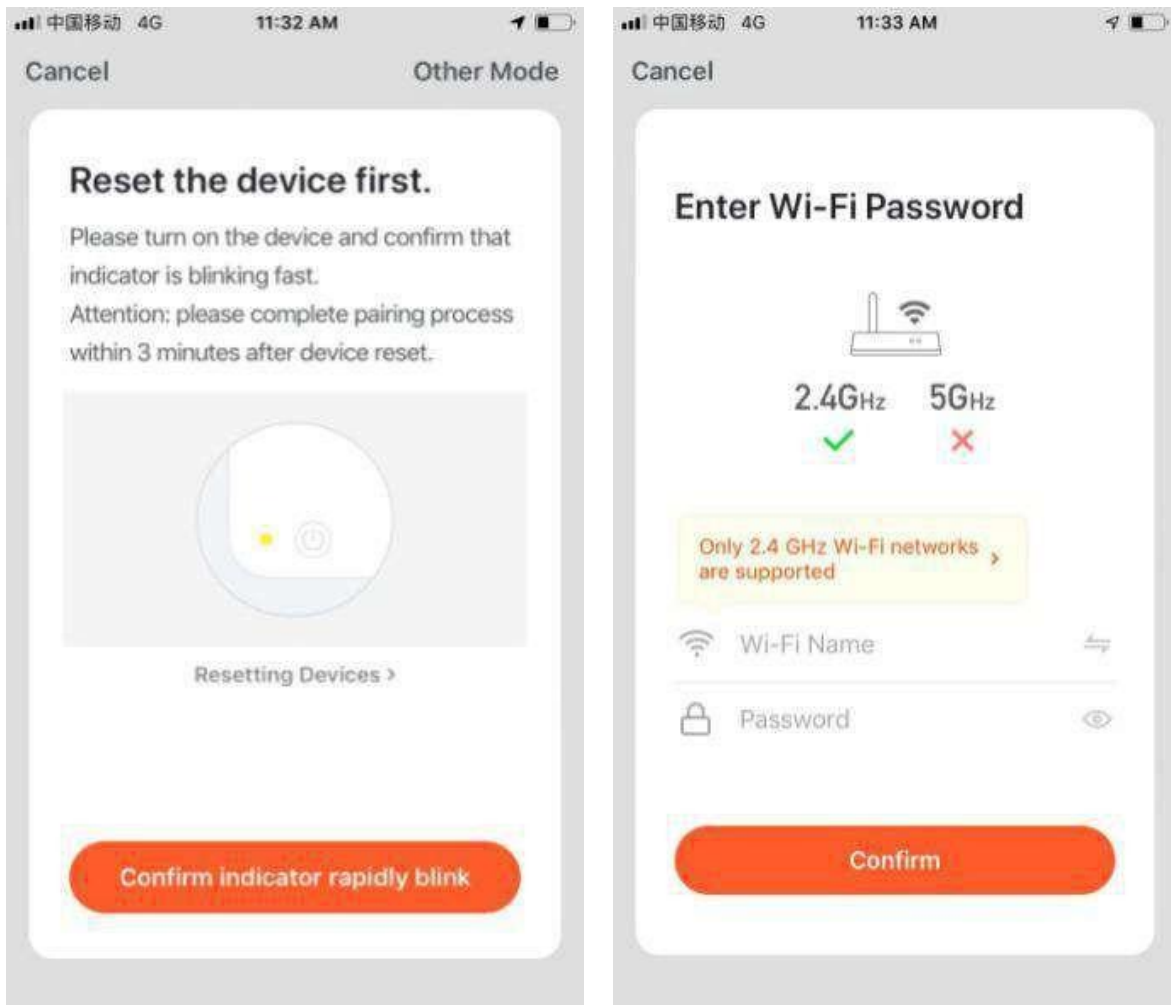 中国移动 4G 11:32 AM
Cancel Other Mode
Reset the device first.
Please turn on the device and confirm that
indicator is blinking fast.
Attention: please complete pairing process
within 3 minutes after device reset.
Resetting Devices >
Confirm indicator rapidly blink
中国移动 4G 11:33 AM
Cancel
Enter Wi-Fi Password
2.4GHz 5GHz
Only 2.4 GHz Wi-Fi networks
are supported
Wi-Fi Name
Password
Confirm